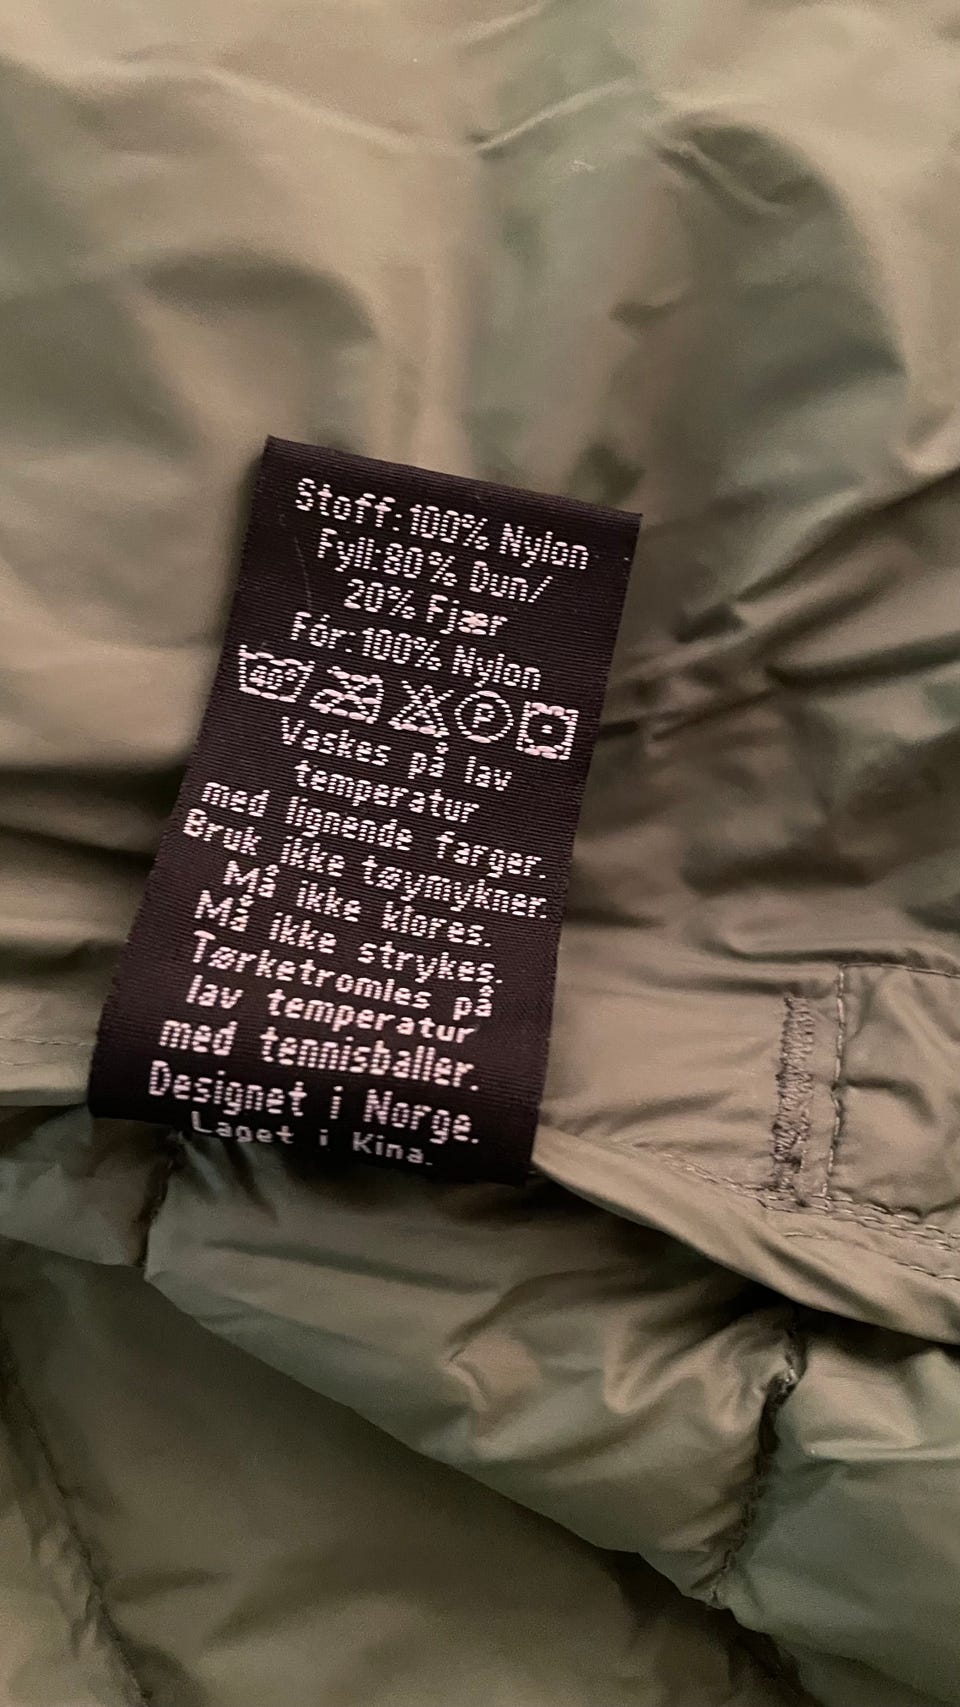 Stoff:100% Nylon
Fyll:80% Dun/
20% Fjær
Fór:100% Nylon
40° P
Vaskes på lav
temperatur
med lignende farger.
Bruk ikke tøymykner.
Må ikke klores.
Må ikke strykes.
Tørketromles på
lav temperatur
med tennisballer.
Designet i Norge.
Laget i Kina.